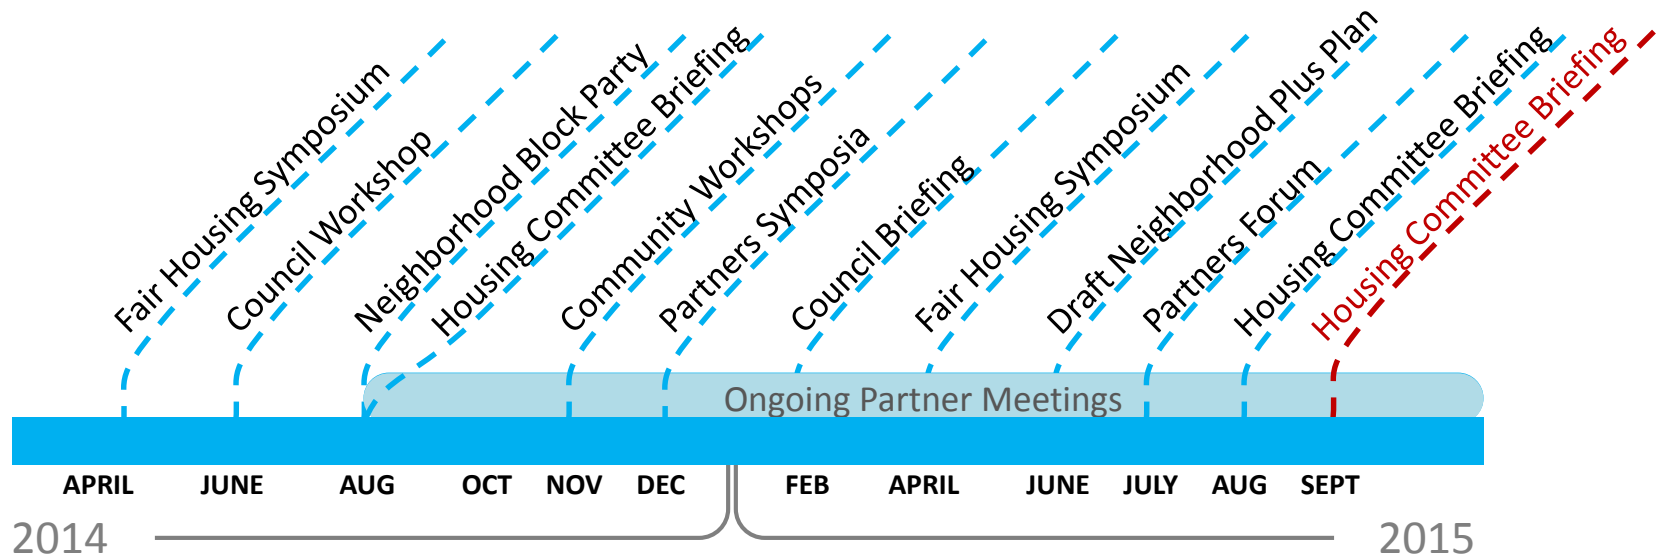 Fair Housing Symposium
Council Workshop
Neighborhood Block Party
Housing Committee Briefing
Community Workshops
Partners Symposia
Council Briefing
Fair Housing Symposium
Draft Neighborhood Plus Plan
Partners Forum
Housing Committee Briefing
Housing Committee Briefing
Ongoing Partner Meetings
APRIL JUNE AUG OCT NOV DEC FEB APRIL JUNE JULY AUG SEPT
2014 2015